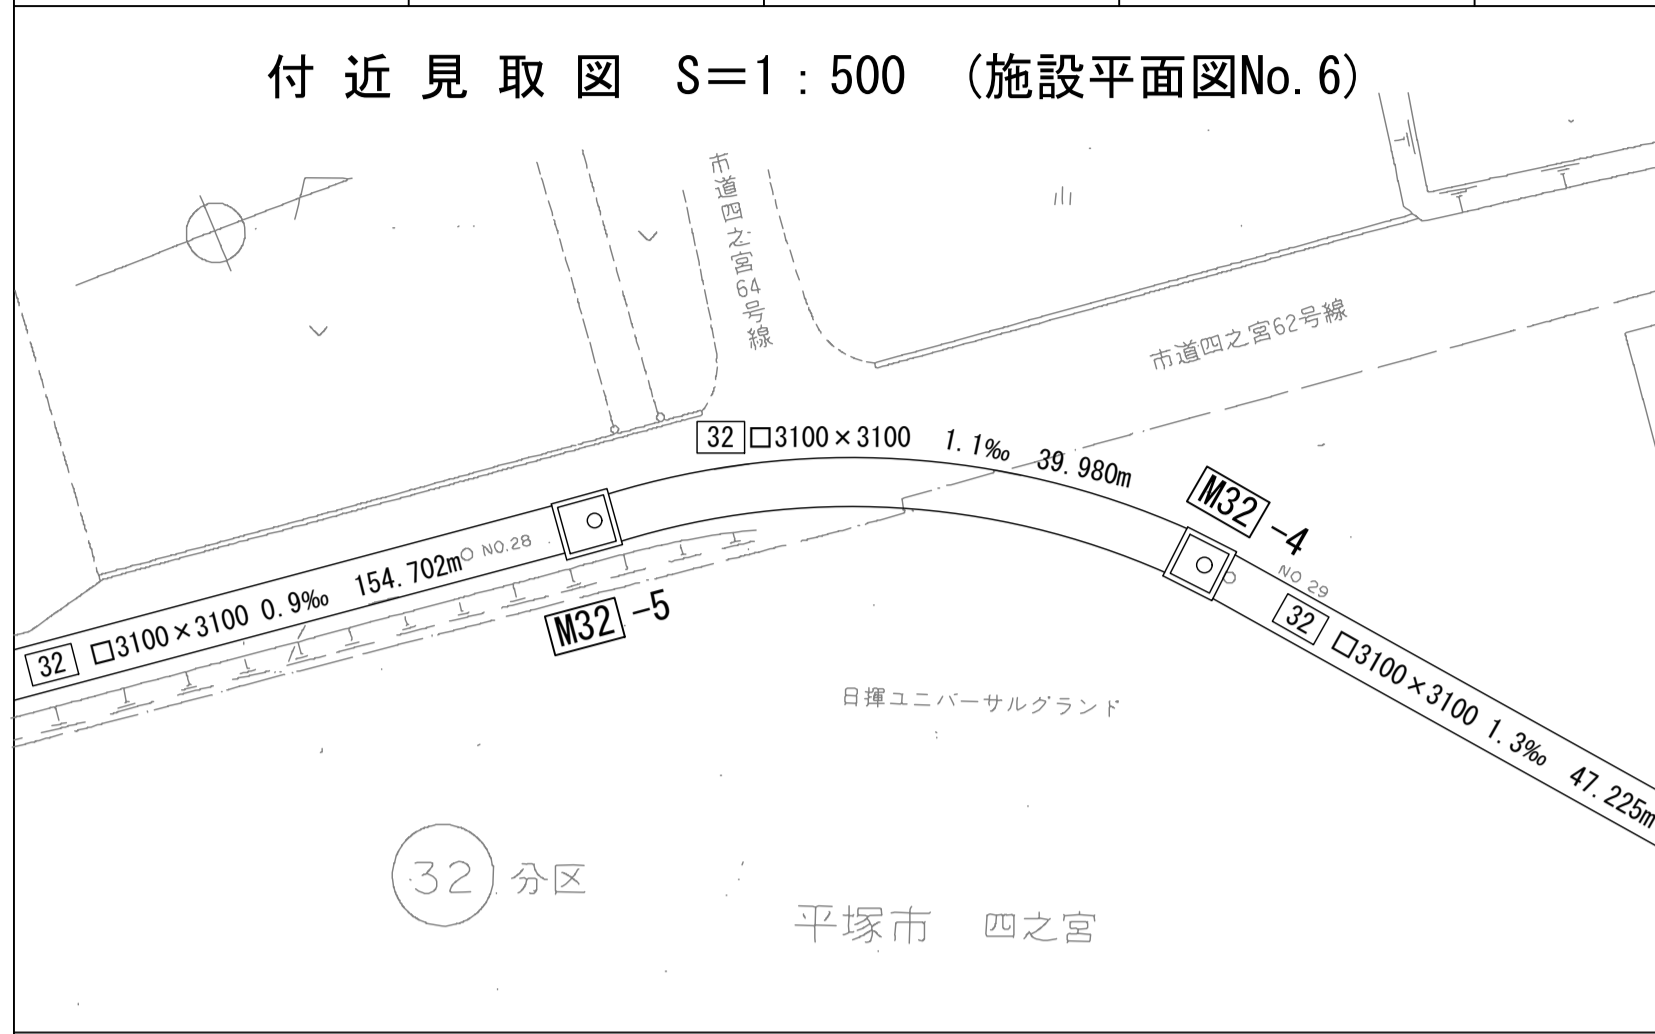 付近見取図 S=1:500 (施設平面図No.6)
市道四之宮64号線
市道四之宮62号線
32 □3100×3100 1.1‰ 39.980m
M32 -4
NO.29
32 □3100×3100 1.3‰ 47.225m
NO.28
32 □3100×3100 0.9‰ 154.702m
M32 -5
日揮ユニバーサルグランド
32 分区
平塚市 四之宮